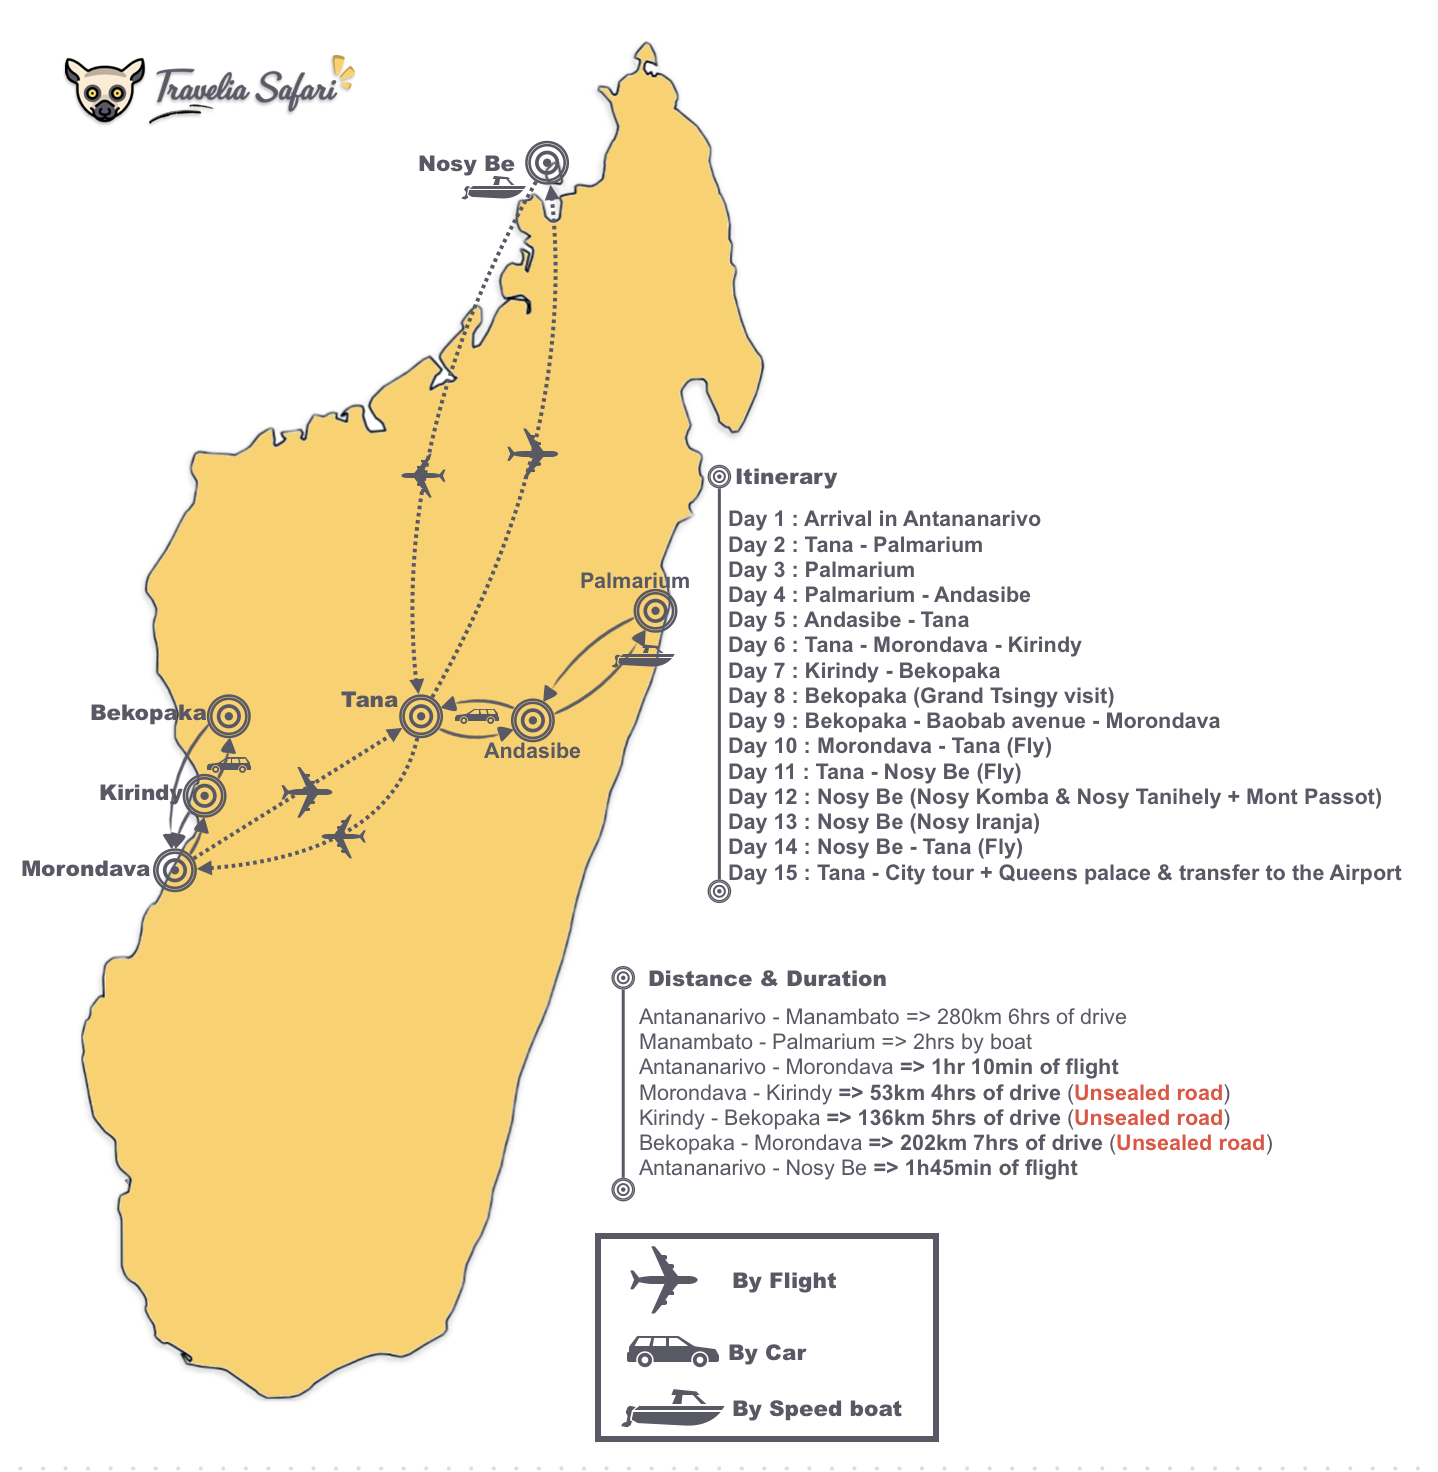 Travelia Safari
Nosy Be
Palmarium
Tana
Bekopaka
Andasibe
Kirindy
Morondava
Itinerary
Day 1 : Arrival in Antananarivo
Day 2 : Tana - Palmarium
Day 3 : Palmarium
Day 4 : Palmarium - Andasibe
Day 5 : Andasibe - Tana
Day 6 : Tana - Morondava - Kirindy
Day 7 : Kirindy - Bekopaka
Day 8 : Bekopaka (Grand Tsingy visit)
Day 9 : Bekopaka - Baobab avenue - Morondava
Day 10 : Morondava - Tana (Fly)
Day 11 : Tana - Nosy Be (Fly)
Day 12 : Nosy Be (Nosy Komba & Nosy Tanihely + Mont Passot)
Day 13 : Nosy Be (Nosy Iranja)
Day 14 : Nosy Be - Tana (Fly)
Day 15 : Tana - City tour + Queens palace & transfer to the Airport
Distance & Duration
Antananarivo - Manambato => 280km 6hrs of drive
Manambato - Palmarium => 2hrs by boat
Antananarivo - Morondava => 1hr 10min of flight
Morondava - Kirindy => 53km 4hrs of drive (Unsealed road)
Kirindy - Bekopaka => 136km 5hrs of drive (Unsealed road)
Bekopaka - Morondava => 202km 7hrs of drive (Unsealed road)
Antananarivo - Nosy Be => 1h45min of flight
By Flight
By Car
By Speed boat